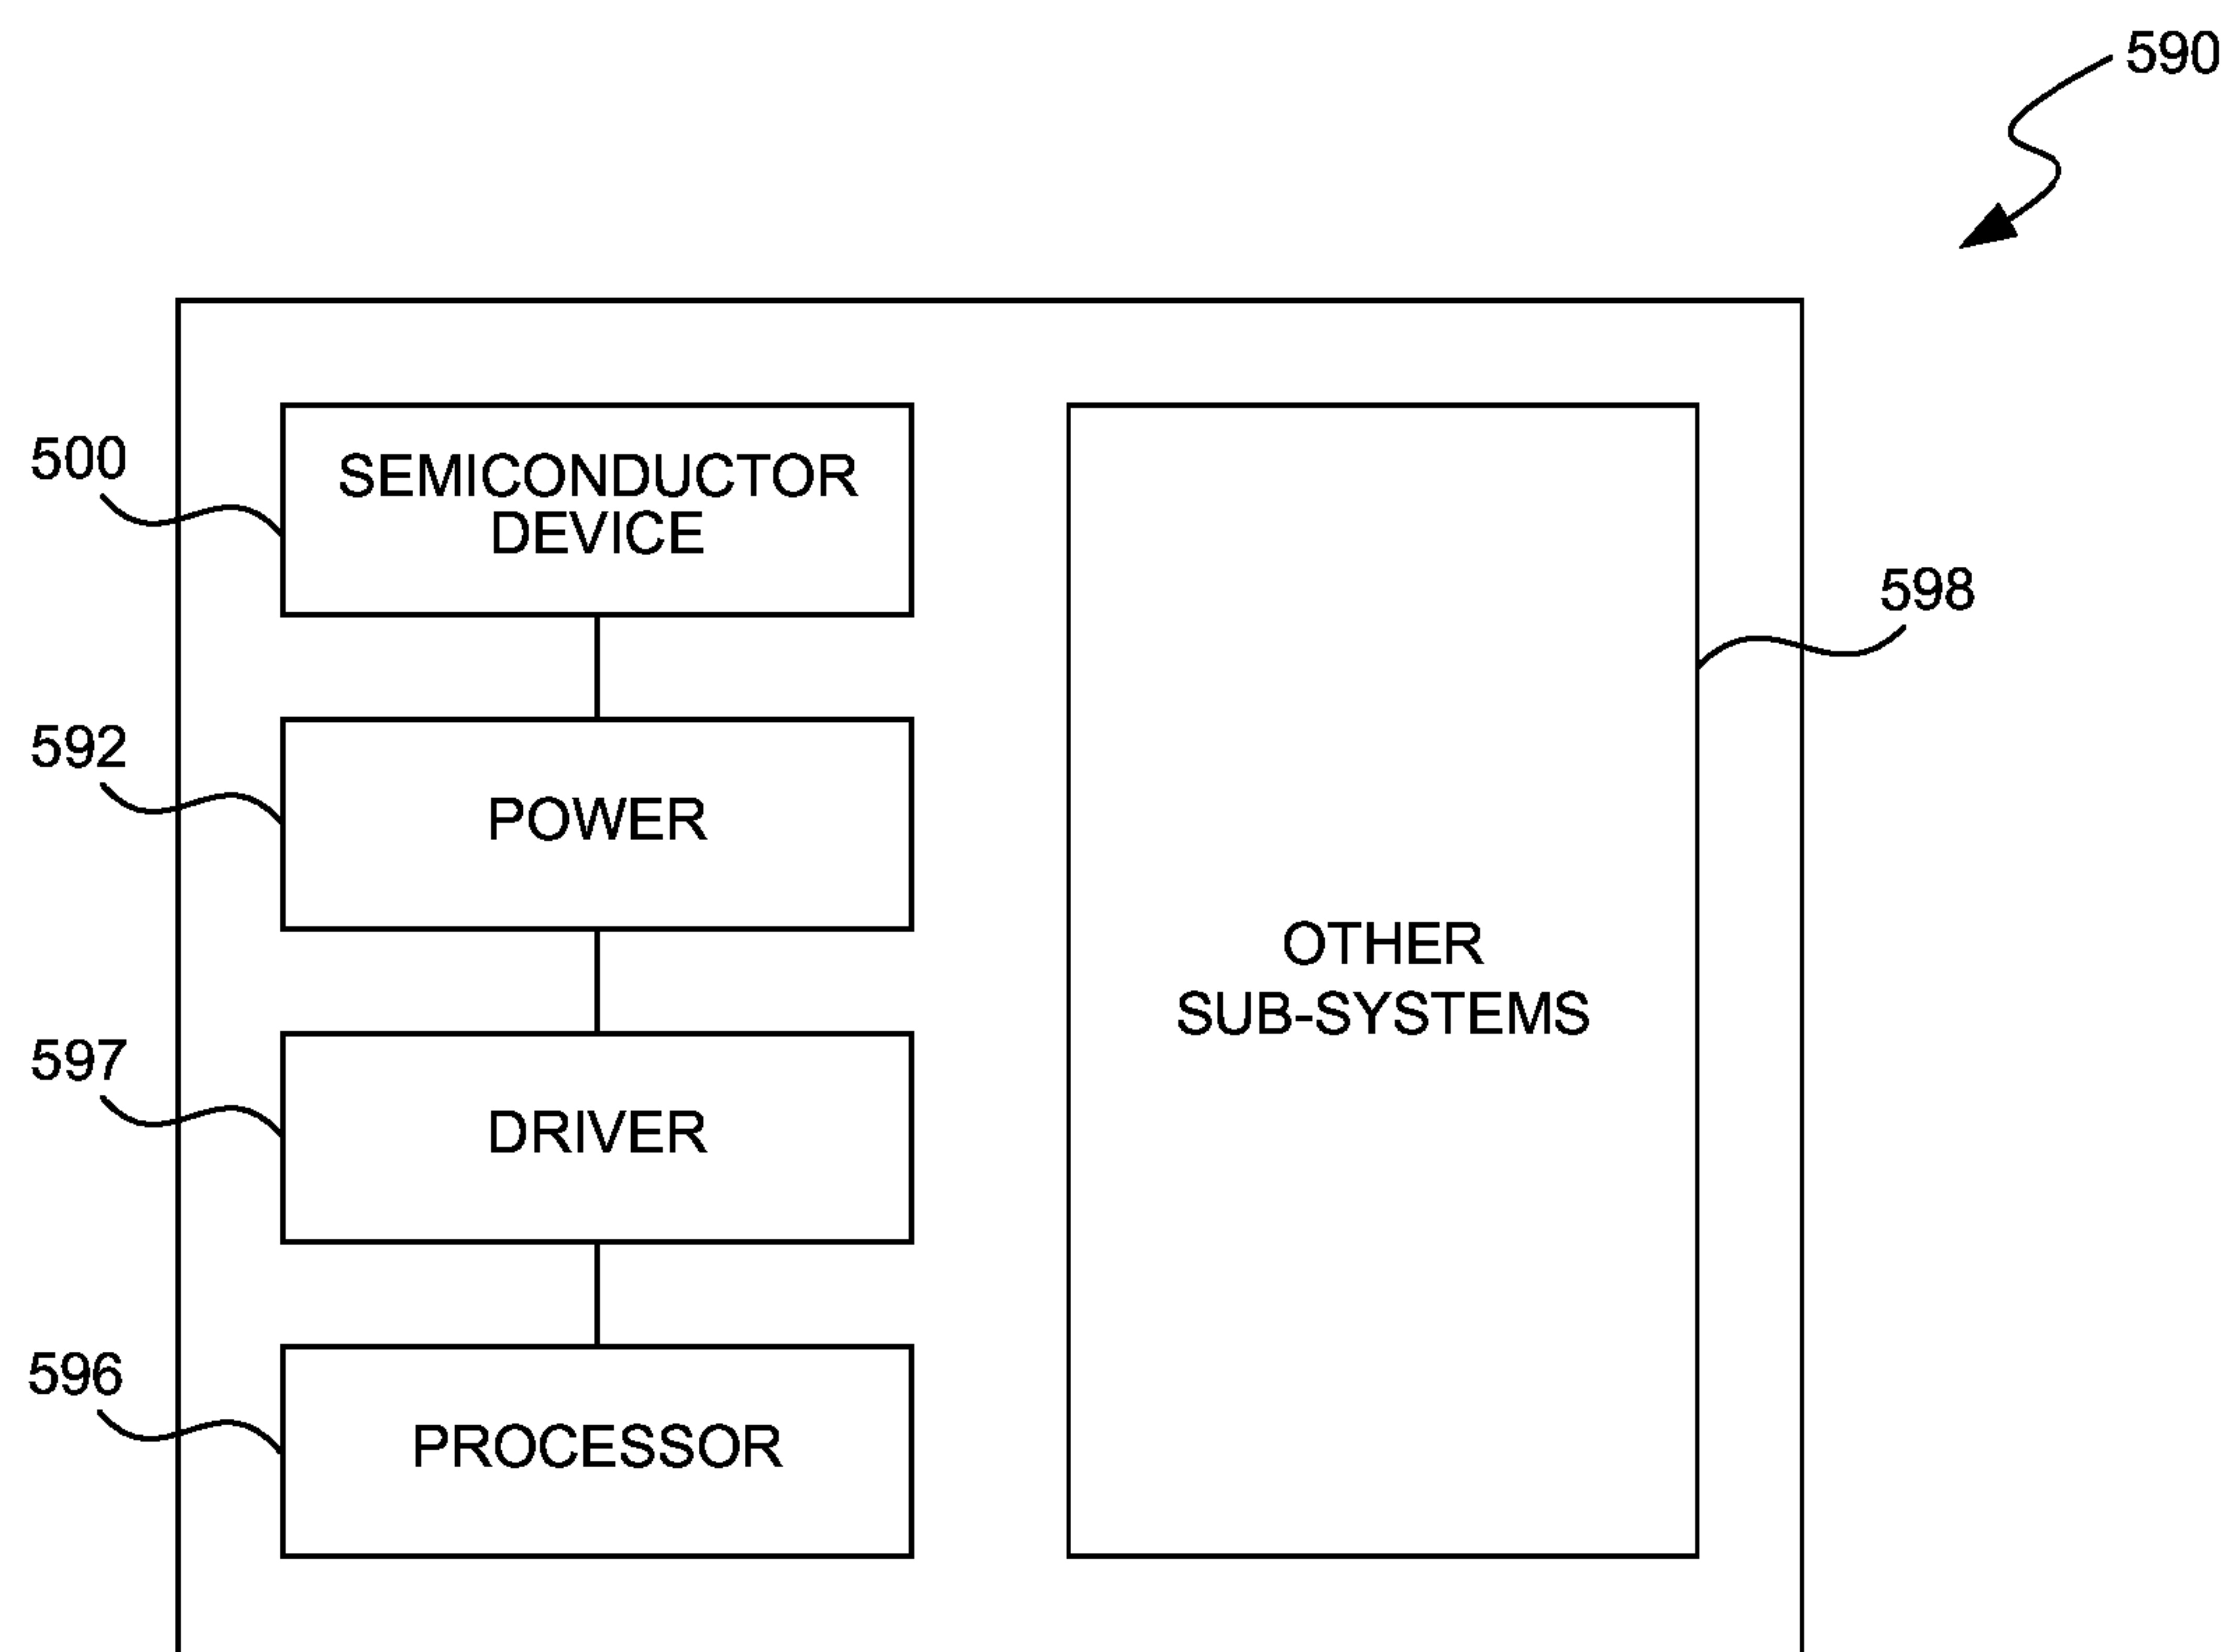 590
500
SEMICONDUCTOR
DEVICE
598
592
POWER
OTHER
SUB-SYSTEMS
597
DRIVER
596
PROCESSOR